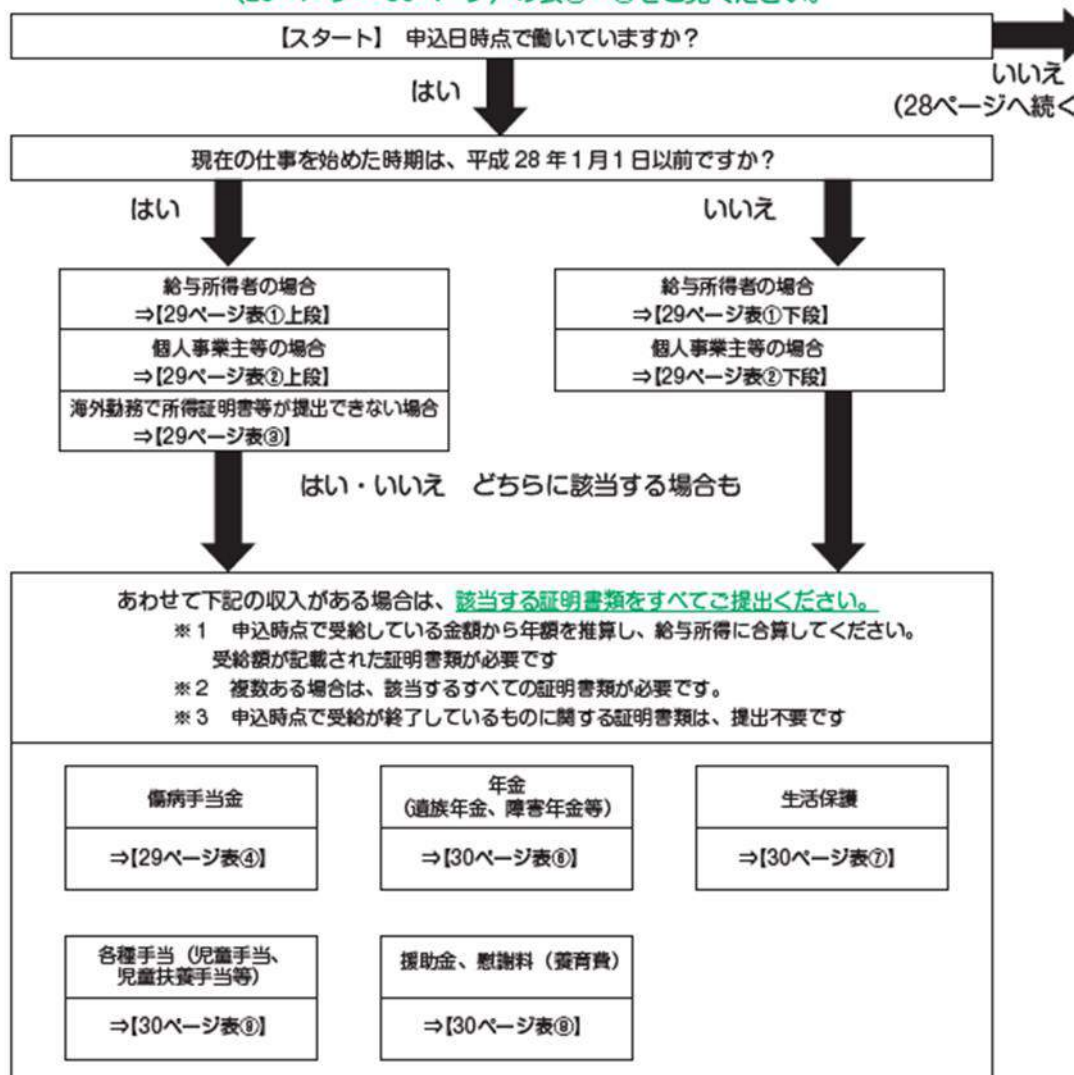 【スタート】 申込日時点で働いていますか？
いいえ
(28ページへ続く
はい
現在の仕事を始めた時期は、平成28年1月1日以前ですか？
はい
いいえ
給与所得者の場合
⇒【29ページ表①上段】
個人事業主等の場合
⇒【29ページ表②上段】
海外勤務で所得証明書等が提出できない場合
⇒【29ページ表③】
給与所得者の場合
⇒【29ページ表①下段】
個人事業主等の場合
⇒【29ページ表②下段】
はい・いいえ どちらに該当する場合も
あわせて下記の収入がある場合は、該当する証明書類をすべてご提出ください。
※1 申込時点で受給している金額から年額を推算し、給与所得に合算してください。
受給額が記載された証明書類が必要です
※2 複数ある場合は、該当するすべての証明書類が必要です。
※3 申込時点で受給が終了しているものに関する証明書類は、提出不要です
傷病手当金
⇒【29ページ表④】
年金
(遺族年金、障害年金等)
⇒【30ページ表⑥】
生活保護
⇒【30ページ表⑦】
各種手当（児童手当、
児童扶養手当等）
⇒【30ページ表⑨】
援助金、慰謝料（養育費）
⇒【30ページ表⑧】